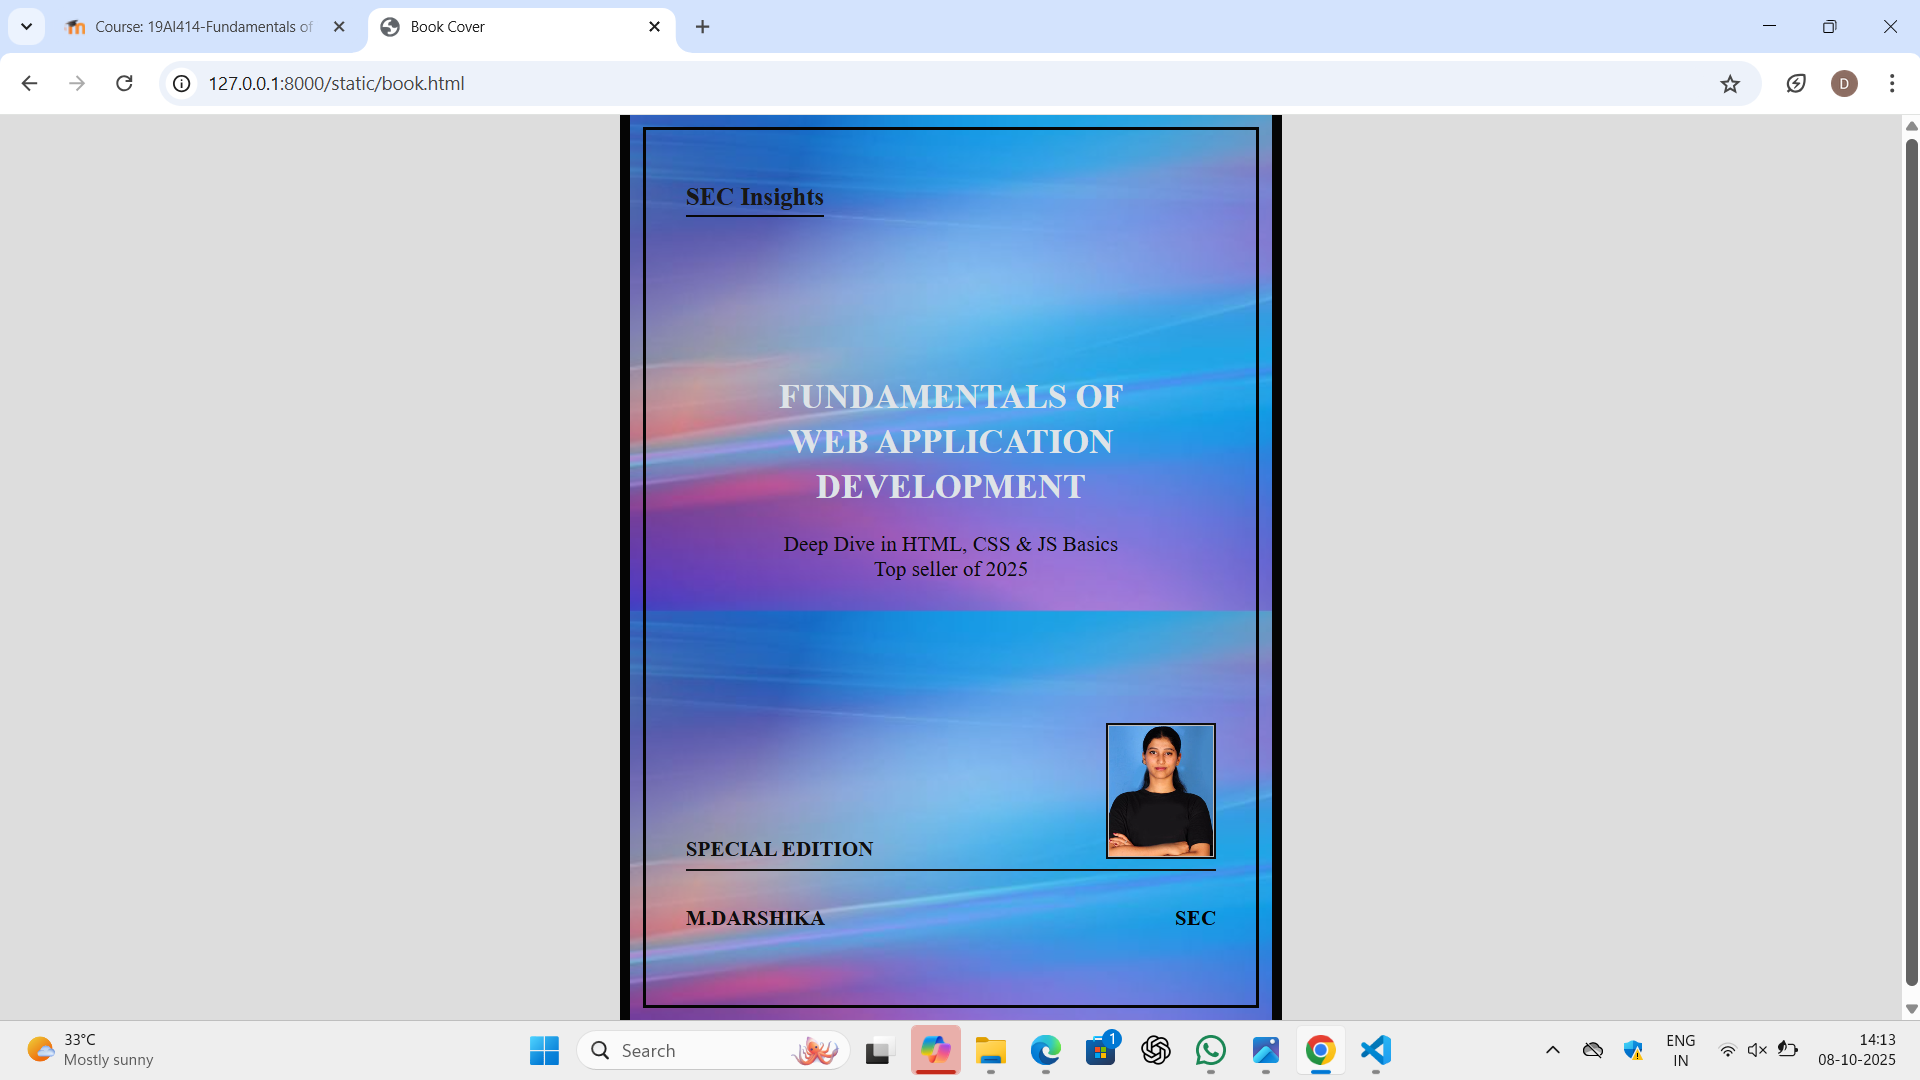 Course: 19AI414-Fundamentals of
Book Cover
127.0.0.1:8000/static/book.html
D
SEC Insights
FUNDAMENTALS OF
WEB APPLICATION
DEVELOPMENT
Deep Dive in HTML, CSS & JS Basics
Top seller of 2025
SPECIAL EDITION
M.DARSHIKA
SEC
33°C
Mostly sunny
Search
1
ENG
IN
14:13
08-10-2025